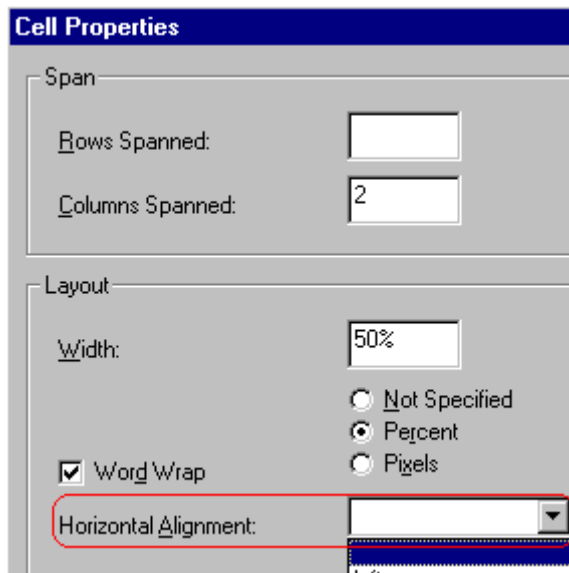 Cell Properties
Span
Rows Spanned:
Columns Spanned: 2
Layout
Width: 50%
Not Specified
Percent
Word Wrap
Pixels
Horizontal Alignment: